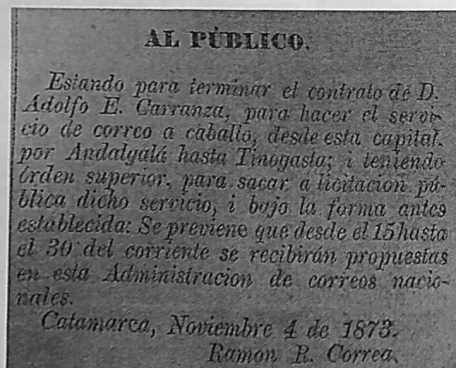 AL PÚBLICO.
Estando para terminar el contrato de D.
Adolfo E. Carranza, para hacer el servi-
cio de correo a caballo, desde esta capital,
por Andalgalá hasta Tinogasta; i teniendo
órden superior, para sacar a licitacion pú-
blica dicho servicio, i bajo la forma antes
establecida: Se previene que desde el 15 hasta
el 30 del corriente se recibirán propuestas
en esta Administracion de correos nacio-
nales.
Catamarca, Noviembre 4 de 1873.
Ramon R. Correa.